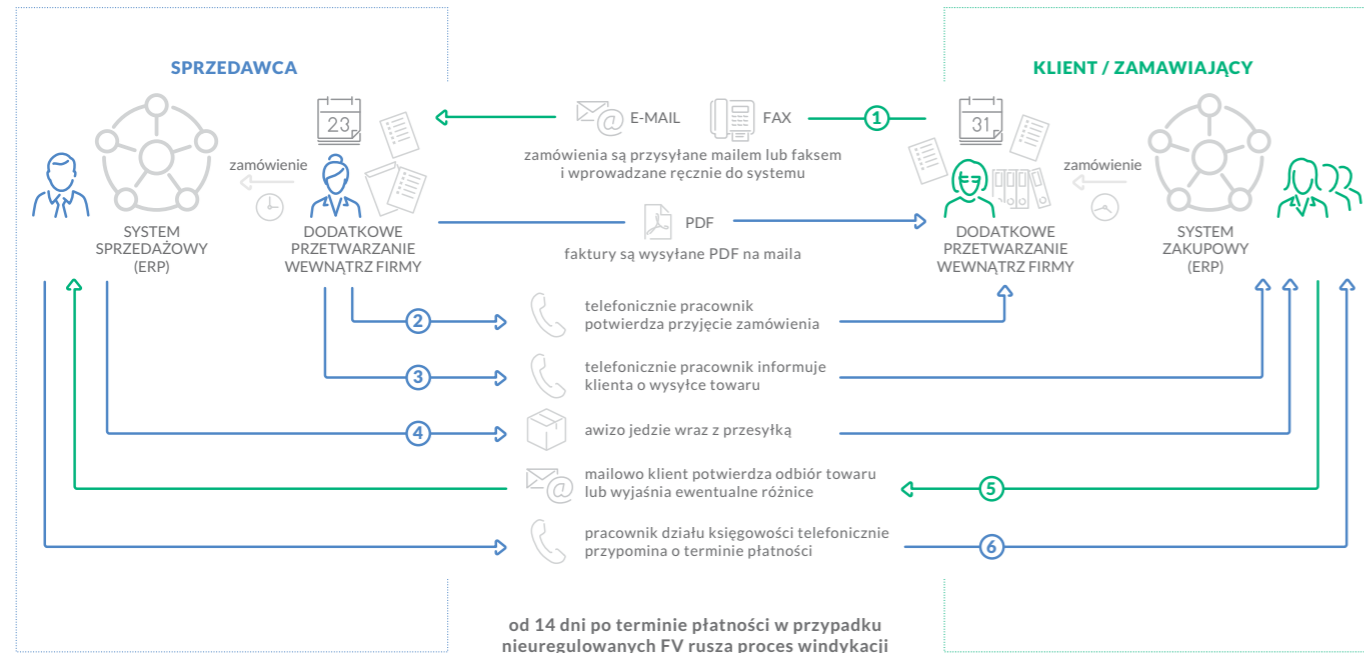 SPRZEDAWCA
KLIENT / ZAMAWIAJĄCY
23
E-MAIL
FAX
1
31
zamówienie
zamówienia są przysyłane mailem lub faksem
i wprowadzane ręcznie do systemu
zamówienie
PDF
faktury są wysyłane PDF na maila
SYSTEM
SPRZEDAŻOWY
(ERP)
DODATKOWE
PRZETWARZANIE
WEWNĄTRZ FIRMY
DODATKOWE
PRZETWARZANIE
WEWNĄTRZ FIRMY
SYSTEM
ZAKUPOWY
(ERP)
2
telefonicznie pracownik
potwierdza przyjęcie zamówienia
3
telefonicznie pracownik informuje
klienta o wysyłce towaru
4
awizo jedzie wraz z przesyłką
mailowo klient potwierdza odbiór towaru
lub wyjaśnia ewentualne różnice
5
pracownik działu księgowości telefonicznie
przypomina o terminie płatności
6
od 14 dni po terminie płatności w przypadku
nieuregulowanych FV rusza proces windykacji